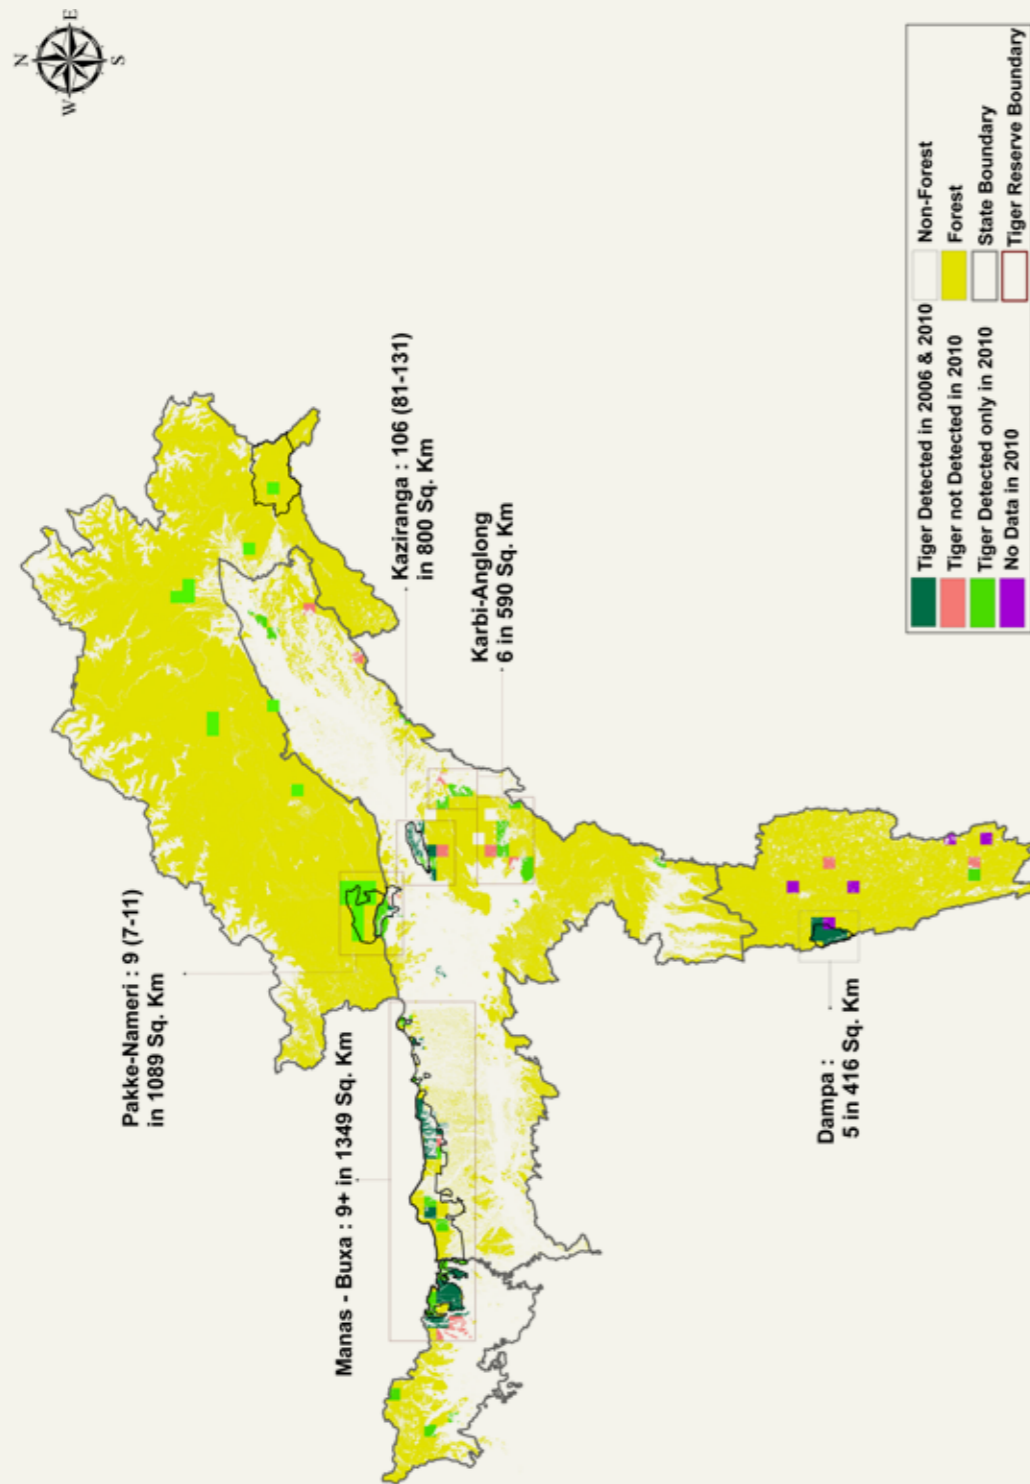 N
E
W
S
Pakke-Nameri : 9 (7-11)
in 1089 Sq. Km
Kaziranga : 106 (81-131)
in 800 Sq. Km
Manas - Buxa : 9+ in 1349 Sq. Km
Karbi-Anglong
6 in 590 Sq. Km
Dampa :
5 in 416 Sq. Km
Tiger Detected in 2006 & 2010
Tiger not Detected in 2010
Tiger Detected only in 2010
No Data in 2010
Non-Forest
Forest
State Boundary
Tiger Reserve Boundary